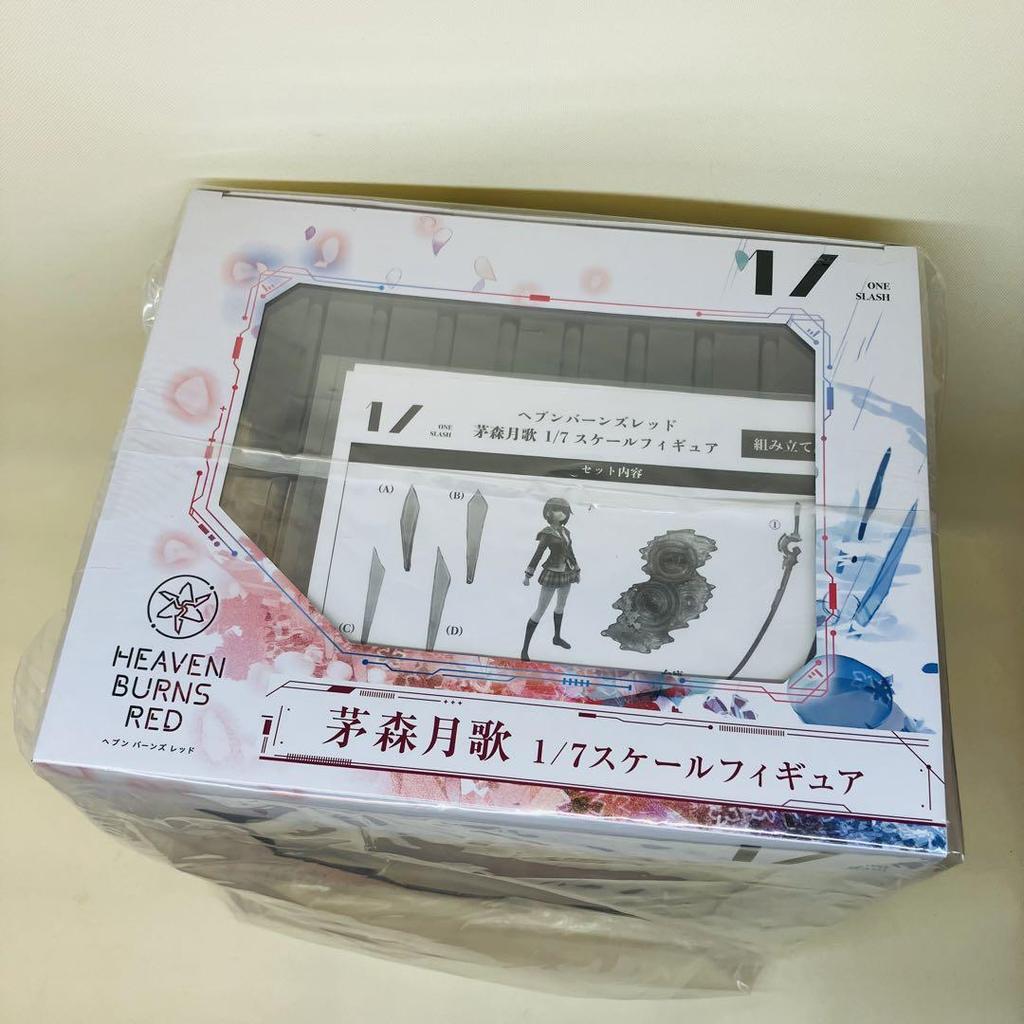 1/
ONE
SLASH
1/
ONE
SLASH
ヘブンバーンズレッド
茅森月歌 1/7 スケールフィギュア
組み立て
セット内容
(A)
(B)
①
(C)
(D)
HEAVEN
BURNS
RED
ヘブン バーンズ レッド
茅森月歌 1/7スケールフィギュア